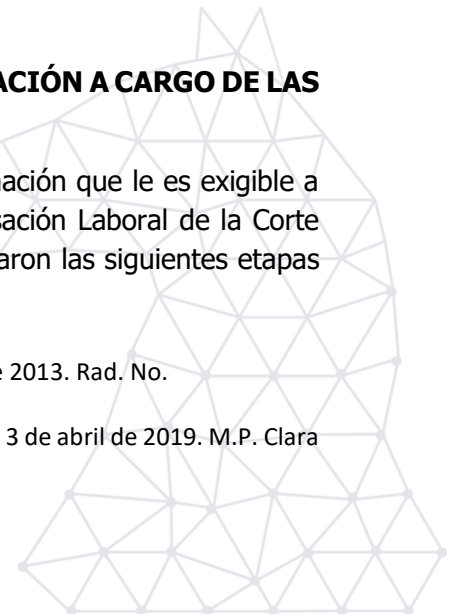 ACIÓN A CARGO DE LAS
nación que le es exigible a
sación Laboral de la Corte
aron las siguientes etapas
e 2013. Rad. No.
3 de abril de 2019. M.P. Clara